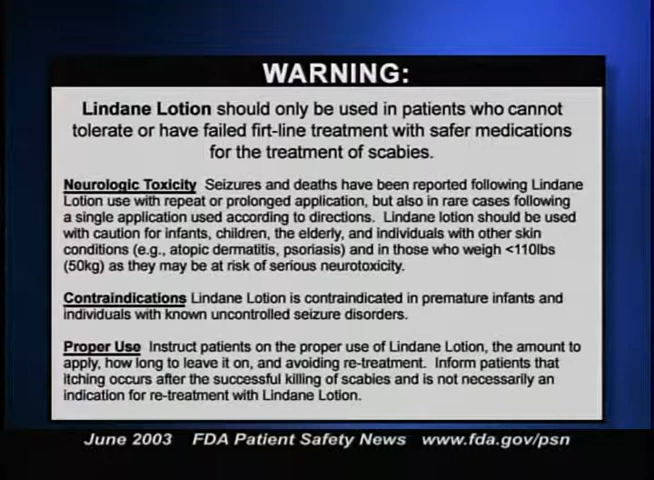 WARNING:
Lindane Lotion should only be used in patients who cannot
tolerate or have failed firt-line treatment with safer medications
for the treatment of scabies.
Neurologic Toxicity Seizures and deaths have been reported following Lindane
Lotion use with repeat or prolonged application, but also in rare cases following
a single application used according to directions. Lindane lotion should be used
with caution for infants, children, the elderly, and individuals with other skin
conditions (e.g., atopic dermatitis, psoriasis) and in those who weigh <110lbs
(50kg) as they may be at risk of serious neurotoxicity.
Contraindications Lindane Lotion is contraindicated in premature infants and
individuals with known uncontrolled seizure disorders.
Proper Use Instruct patients on the proper use of Lindane Lotion, the amount to
apply, how long to leave it on, and avoiding re-treatment. Inform patients that
itching occurs after the successful killing of scabies and is not necessarily an
indication for re-treatment with Lindane Lotion.
June 2003 FDA Patient Safety News www.fda.gov/psn